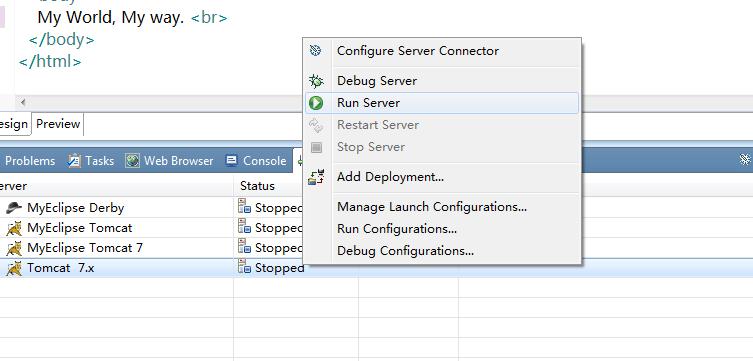 body
My World, My way. <br>
</body>
</html>
Configure Server Connector
Debug Server
Run Server
Restart Server
Stop Server
Add Deployment...
Manage Launch Configurations...
Run Configurations...
Debug Configurations...
esign Preview
Problems Tasks Web Browser Console
erver Status
MyEclipse Derby Stopped
MyEclipse Tomcat Stopped
MyEclipse Tomcat 7 Stopped
Tomcat 7.x Stopped